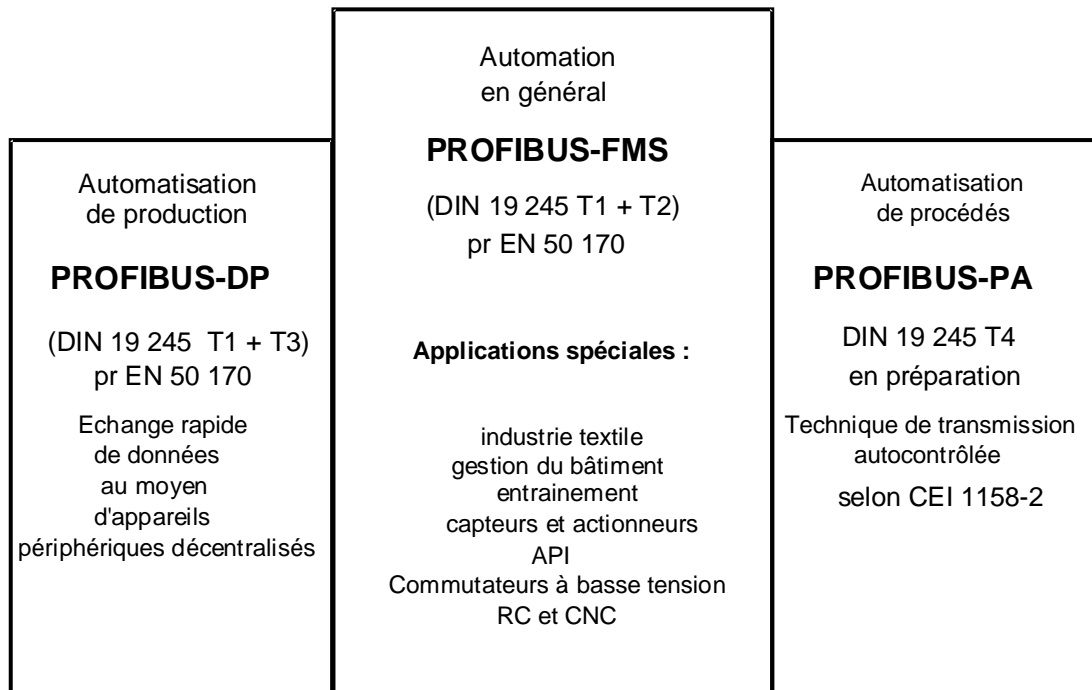 Automation
en général
PROFIBUS-FMS
(DIN 19 245 T1 + T2)
pr EN 50 170
Applications spéciales :
industrie textile
gestion du bâtiment
entrainement
capteurs et actionneurs
API
Commutateurs à basse tension
RC et CNC
Automatisation
de production
PROFIBUS-DP
(DIN 19 245 T1 + T3)
pr EN 50 170
Echange rapide
de données
au moyen
d'appareils
périphériques décentralisés
Automatisation
de procédés
PROFIBUS-PA
DIN 19 245 T4
en préparation
Technique de transmission
autocontrôlée
selon CEI 1158-2